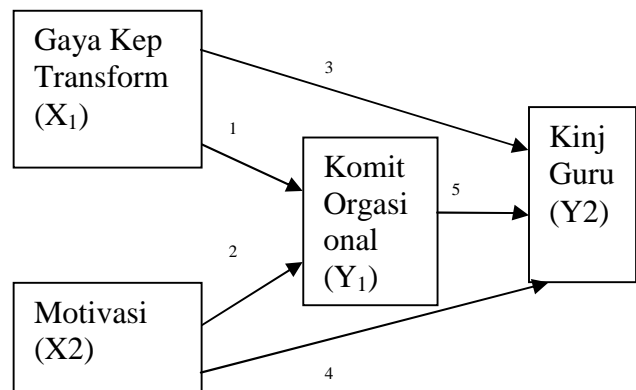 Gaya Kep
Transform
(X₁)
3
1
Kinj
Guru
(Y2)
Komit
Orgasi
onal
(Y₁)
5
2
Motivasi
(X2)
4